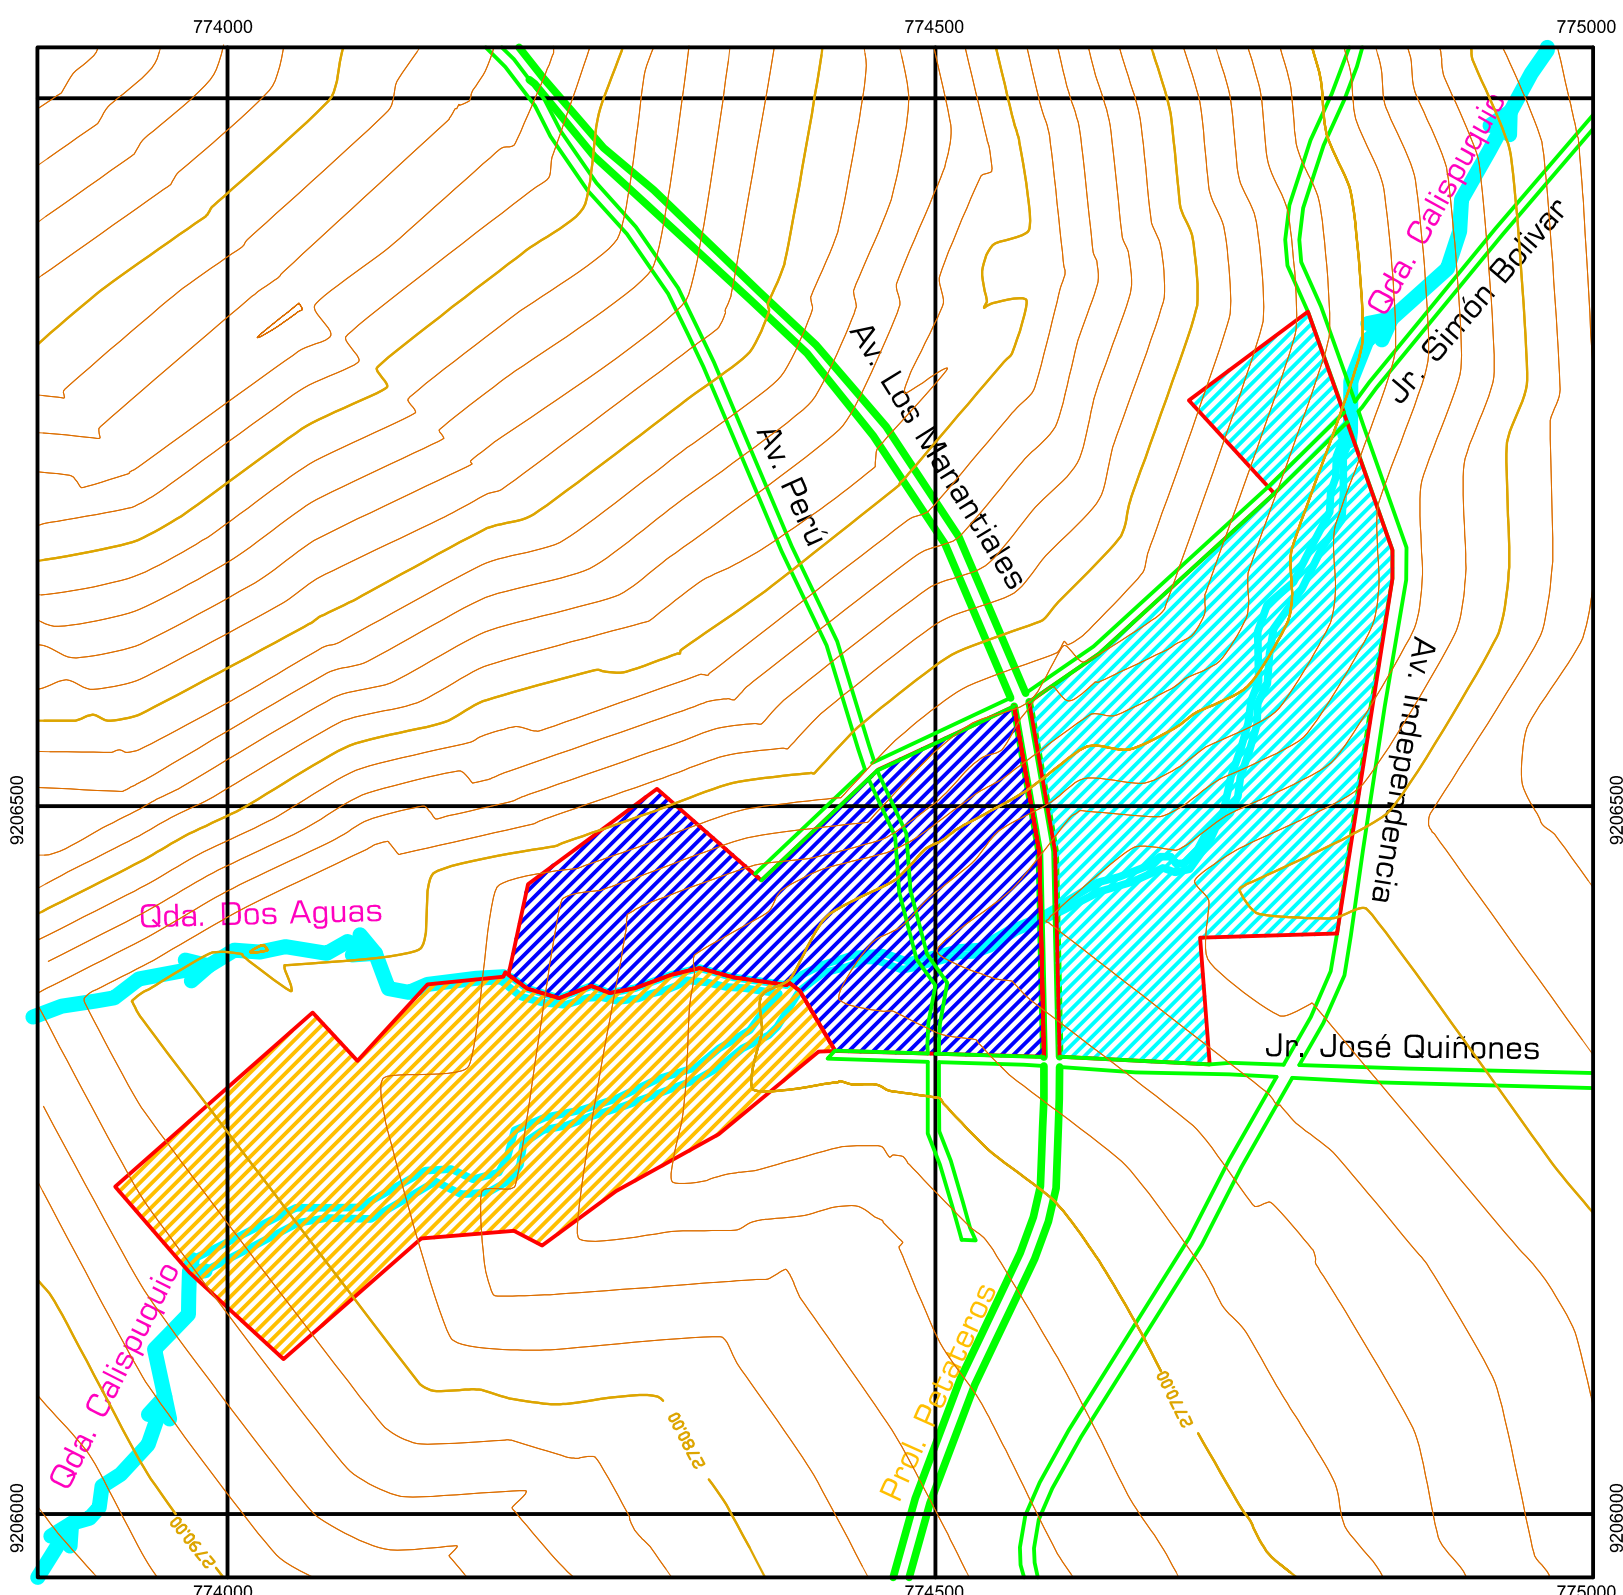 774000
774500
775000
Qda. Calispuquio
Jr. Simón Bolivar
Av. Los Manantiales
Av. Perú
Av. Independencia
9206500
9206500
Qda. Dos Aguas
Jr. José Quiñones
Qda. Calispuquio
Prol. Petateros
2770.00
2780.00
2790.00
9206000
9206000
774000
774500
775000